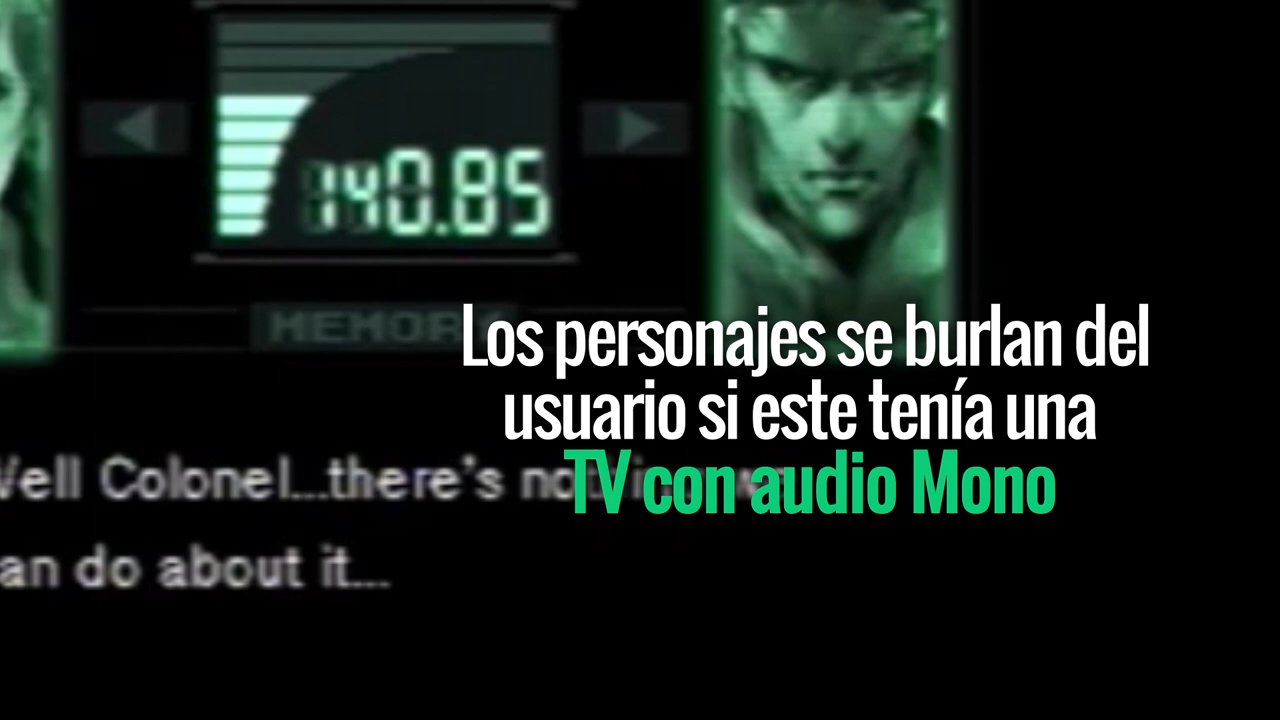 140.85
MEMORY
Los personajes se burlan del
usuario si este tenía una
TV con audio Mono
Well Colonel...there's
an do about it...